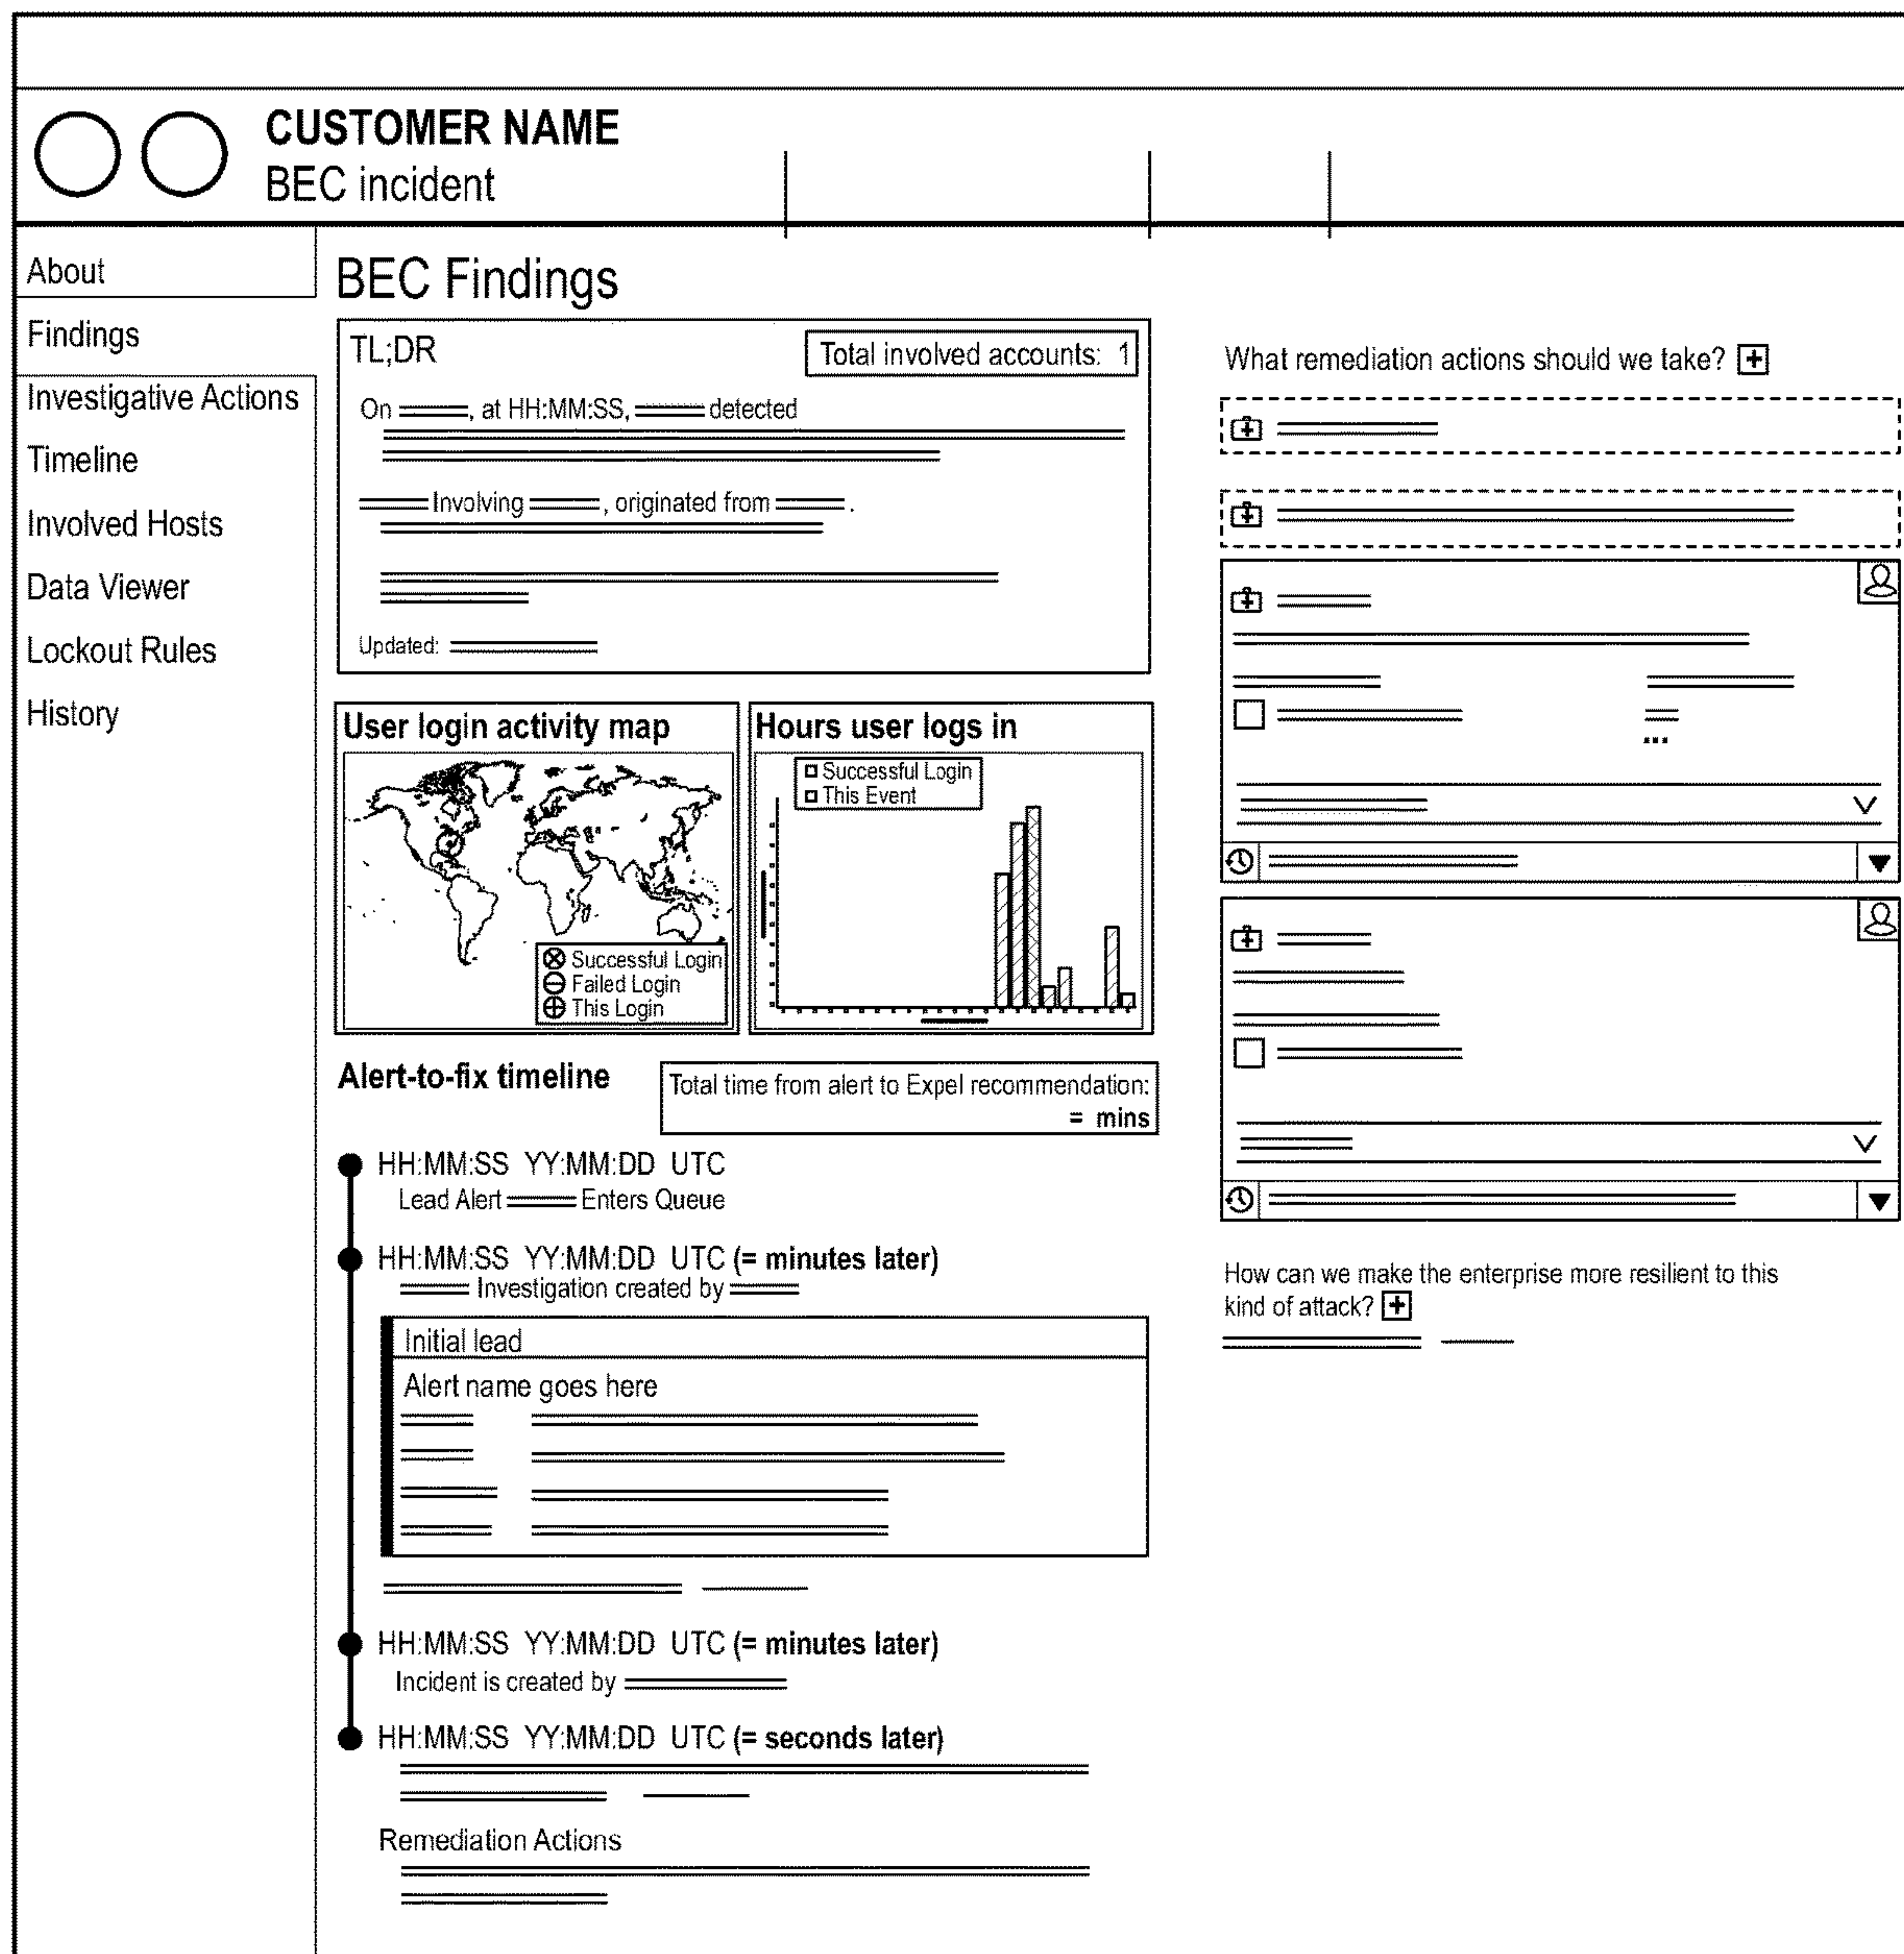 CUSTOMER NAME
BEC incident
About
Findings
Investigative Actions
Timeline
Involved Hosts
Data Viewer
Lockout Rules
History
BEC Findings
TL;DR
Total involved accounts: 1
On , at HH:MM:SS, detected
Involving , originated from .
Updated:
User login activity map
Successful Login
Failed Login
This Login
Hours user logs in
Successful Login
This Event
Alert-to-fix timeline
Total time from alert to Expel recommendation:
= mins
HH:MM:SS YY:MM:DD UTC
Lead Alert Enters Queue
HH:MM:SS YY:MM:DD UTC (= minutes later)
Investigation created by
Initial lead
Alert name goes here
HH:MM:SS YY:MM:DD UTC (= minutes later)
Incident is created by
HH:MM:SS YY:MM:DD UTC (= seconds later)
Remediation Actions
What remediation actions should we take? +
...
How can we make the enterprise more resilient to this
kind of attack? +